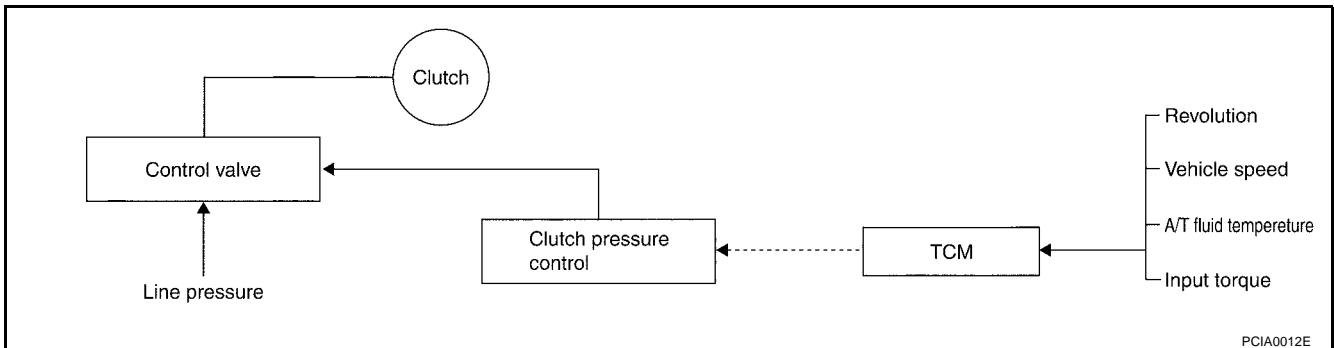 Clutch
Revolution
Control valve
Vehicle speed
A/T fluid tempereture
Clutch pressure
control
TCM
Input torque
Line pressure
PCIA0012E